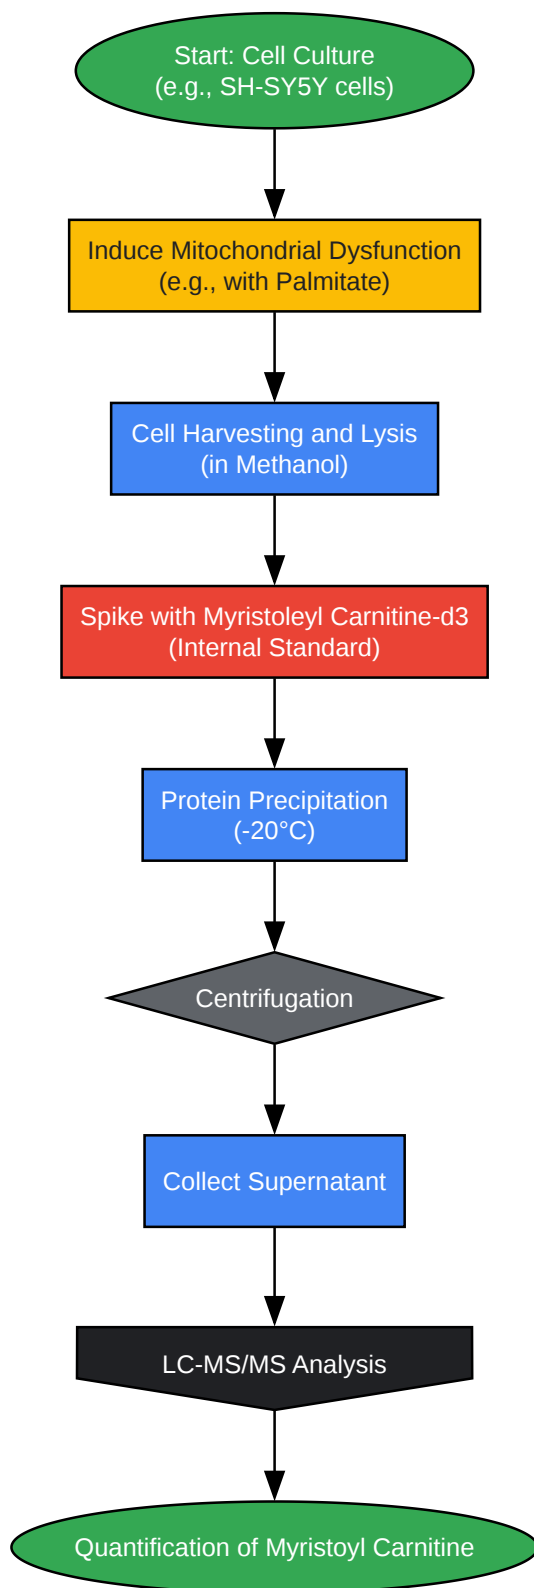 Start: Cell Culture
(e.g., SH-SY5Y cells)
Induce Mitochondrial Dysfunction
(e.g., with Palmitate)
Cell Harvesting and Lysis
(in Methanol)
Spike with Myristoleyl Carnitine-d3
(Internal Standard)
Protein Precipitation
(-20°C)
Centrifugation
Collect Supernatant
LC-MS/MS Analysis
Quantification of Myristoyl Carnitine